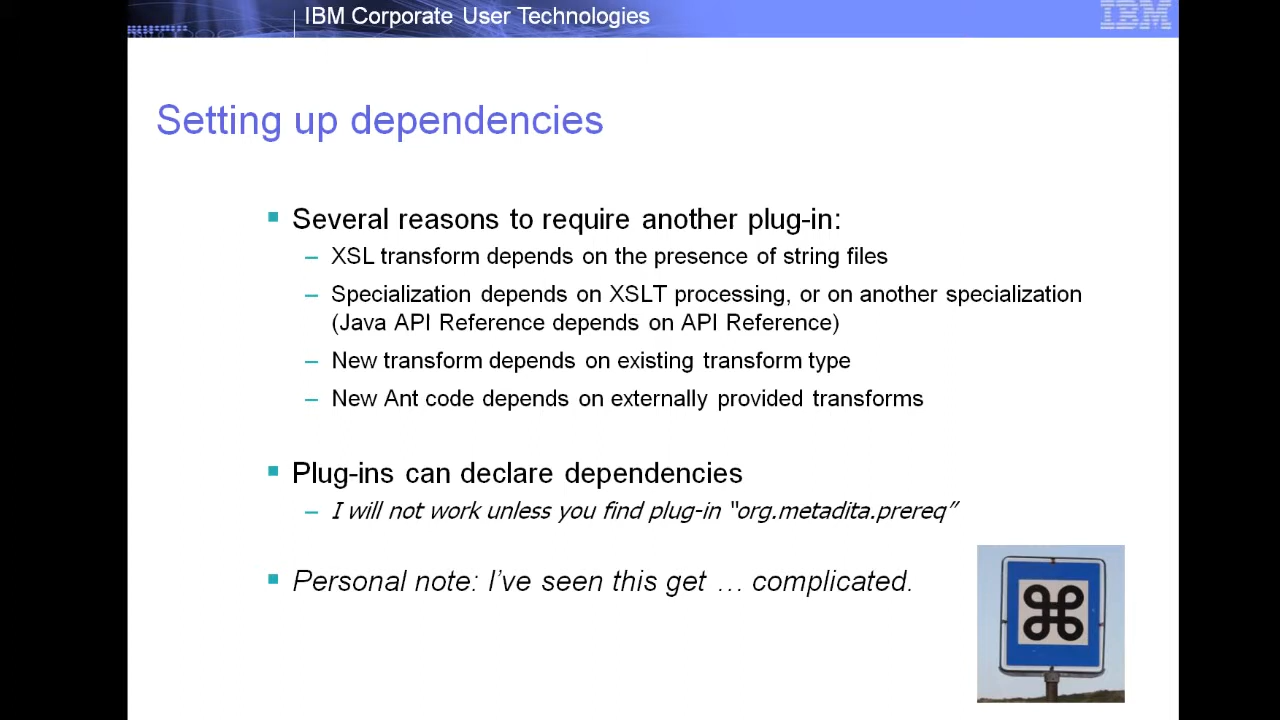 IBM Corporate User Technologies
IBM
Setting up dependencies
Several reasons to require another plug-in:
– XSL transform depends on the presence of string files
– Specialization depends on XSLT processing, or on another specialization
(Java API Reference depends on API Reference)
– New transform depends on existing transform type
– New Ant code depends on externally provided transforms
Plug-ins can declare dependencies
– I will not work unless you find plug-in "org.metadita.prereq”
Personal note: I’ve seen this get … complicated.